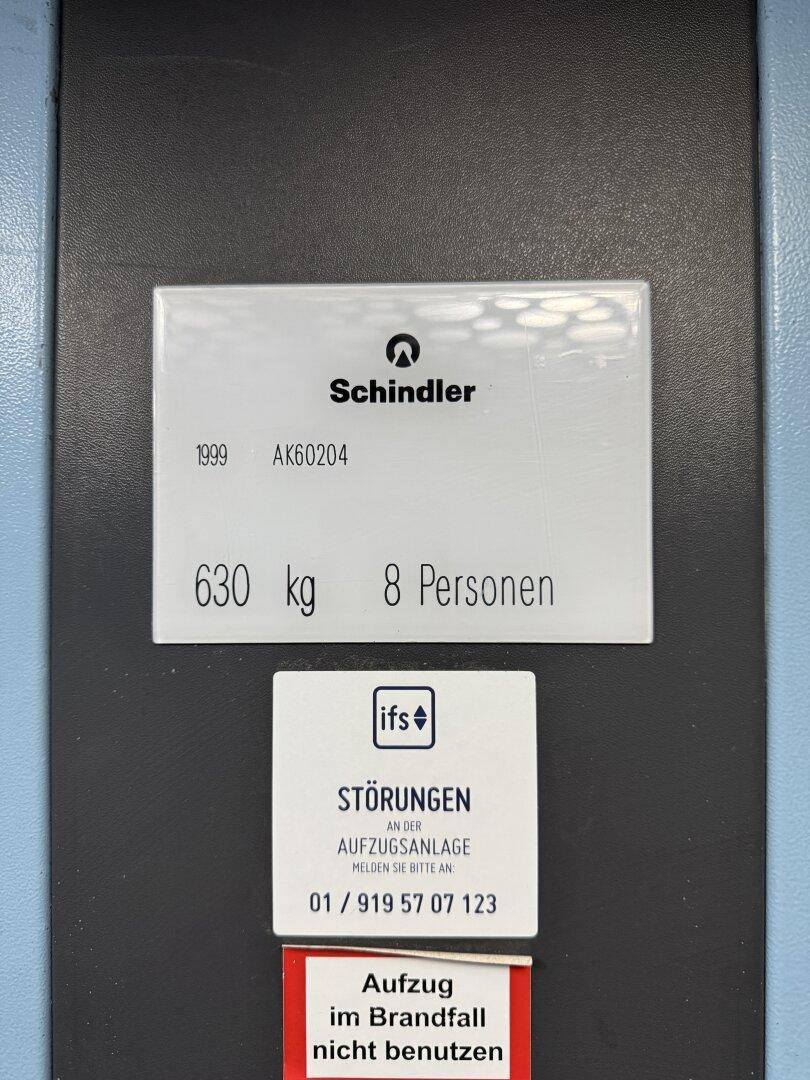 Schindler
1999 AK60204
630 kg 8 Personen
ifs
STÖRUNGEN
AN DER
AUFZUGSANLAGE
MELDEN SIE BITTE AN:
01 / 919 57 07 123
Aufzug
im Brandfall
nicht benutzen